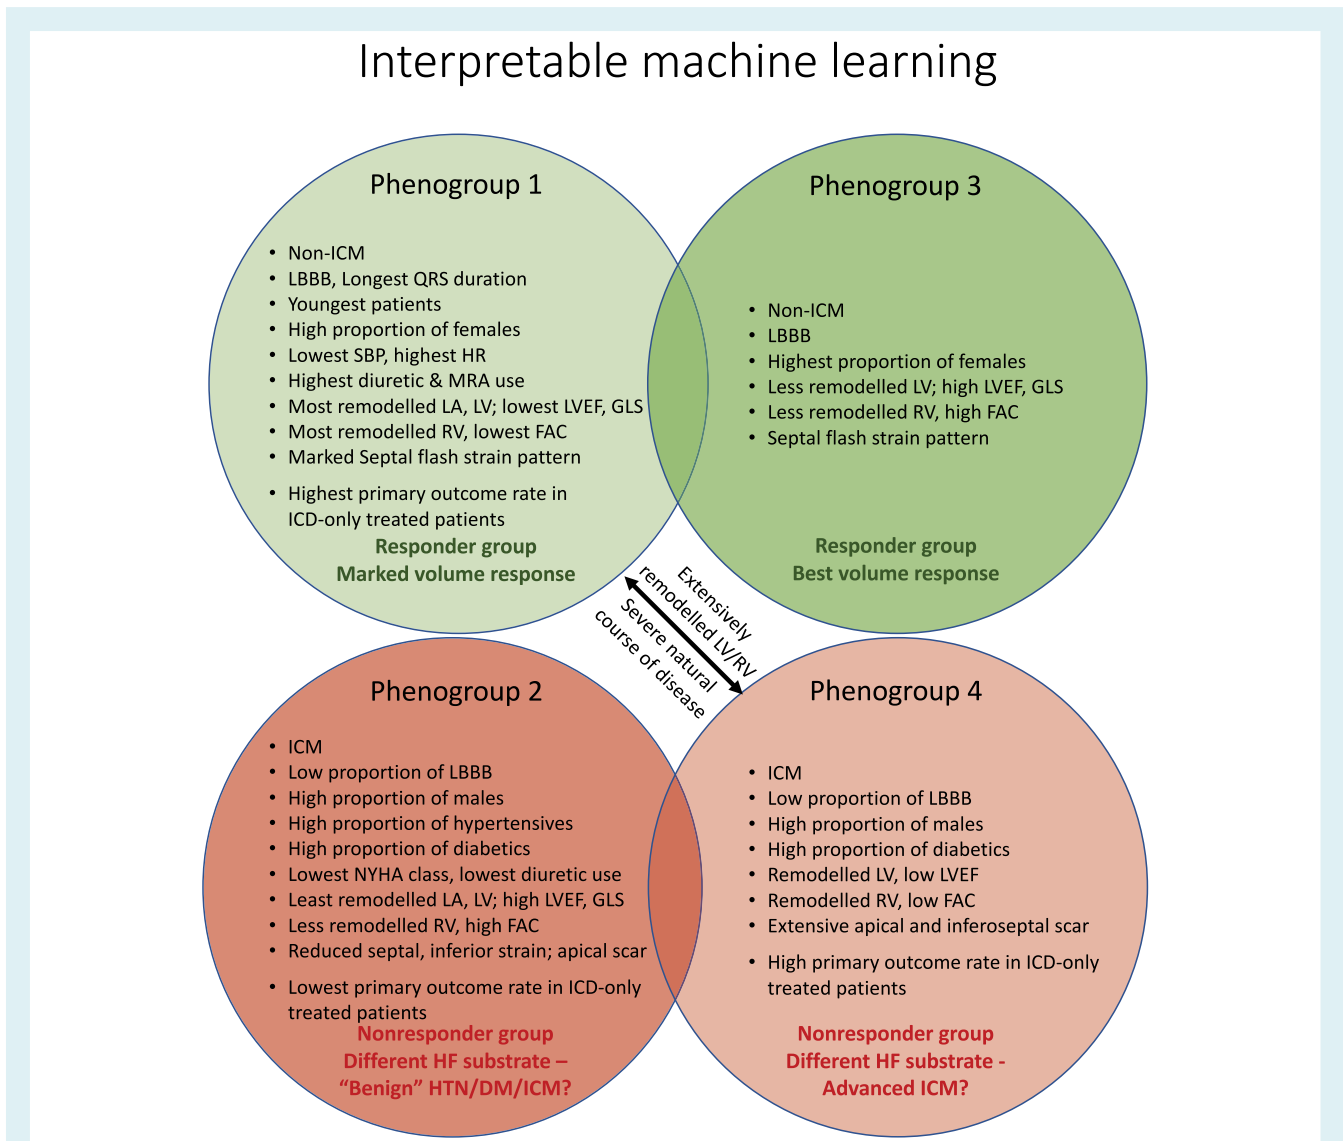 Interpretable machine learning
Phenogroup 1
• Non-ICM
• LBBB, Longest QRS duration
• Youngest patients
• High proportion of females
• Lowest SBP, highest HR
• Highest diuretic & MRA use
• Most remodelled LA, LV; lowest LVEF, GLS
• Most remodelled RV, lowest FAC
• Marked Septal flash strain pattern
• Highest primary outcome rate in
ICD-only treated patients
Responder group
Marked volume response
Phenogroup 3
• Non-ICM
• LBBB
• Highest proportion of females
• Less remodelled LV; high LVEF, GLS
• Less remodelled RV, high FAC
• Septal flash strain pattern
Responder group
Best volume response
Extensively
remodelled LV/RV
Severe natural
course of disease
Phenogroup 2
• ICM
• Low proportion of LBBB
• High proportion of males
• High proportion of hypertensives
• High proportion of diabetics
• Lowest NYHA class, lowest diuretic use
• Least remodelled LA, LV; high LVEF, GLS
• Less remodelled RV, high FAC
• Reduced septal, inferior strain; apical scar
• Lowest primary outcome rate in ICD-only
treated patients
Nonresponder group
Different HF substrate –
“Benign” HTN/DM/ICM?
Phenogroup 4
• ICM
• Low proportion of LBBB
• High proportion of males
• High proportion of diabetics
• Remodelled LV, low LVEF
• Remodelled RV, low FAC
• Extensive apical and inferoseptal scar
• High primary outcome rate in ICD-only
treated patients
Nonresponder group
Different HF substrate -
Advanced ICM?